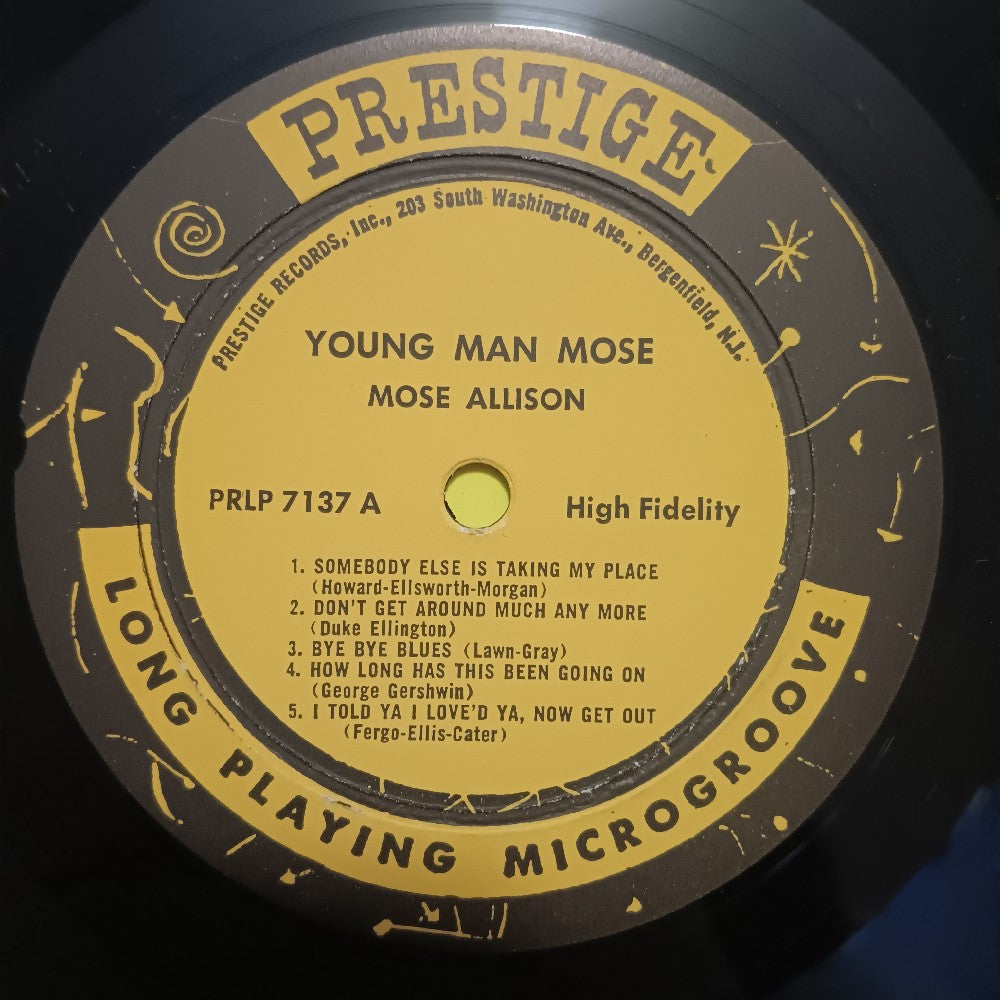 PRESTIGE
PRESTIGE RECORDS, Inc., 203 South Washington Ave., Bergenfield, N.J.
YOUNG MAN MOSE
MOSE ALLISON
PRLP 7137 A
High Fidelity
1. SOMEBODY ELSE IS TAKING MY PLACE
(Howard-Ellsworth-Morgan)
2. DON'T GET AROUND MUCH ANY MORE
(Duke Ellington)
3. BYE BYE BLUES (Lawn-Gray)
4. HOW LONG HAS THIS BEEN GOING ON
(George Gershwin)
5. I TOLD YA I LOVE'D YA, NOW GET OUT
(Fergo-Ellis-Cater)
LONG PLAYING MICROGROOVE